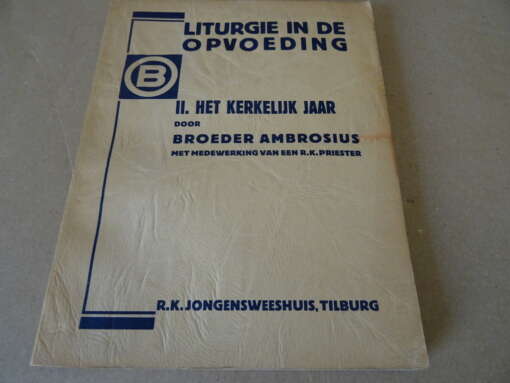 LITURGIE IN DE
OPVOEDING
B
II. HET KERKELIJK JAAR
DOOR
BROEDER AMBROSIUS
MET MEDEWERKING VAN EEN R.K. PRIESTER
R.K. JONGENSWEESHUIS, TILBURG